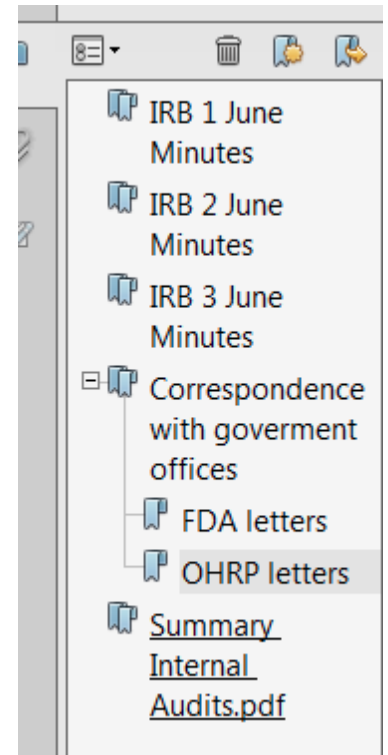 IRB 1 June
Minutes
IRB 2 June
Minutes
IRB 3 June
Minutes
Correspondence
with goverment
offices
FDA letters
OHRP letters
Summary
Internal
Audits.pdf